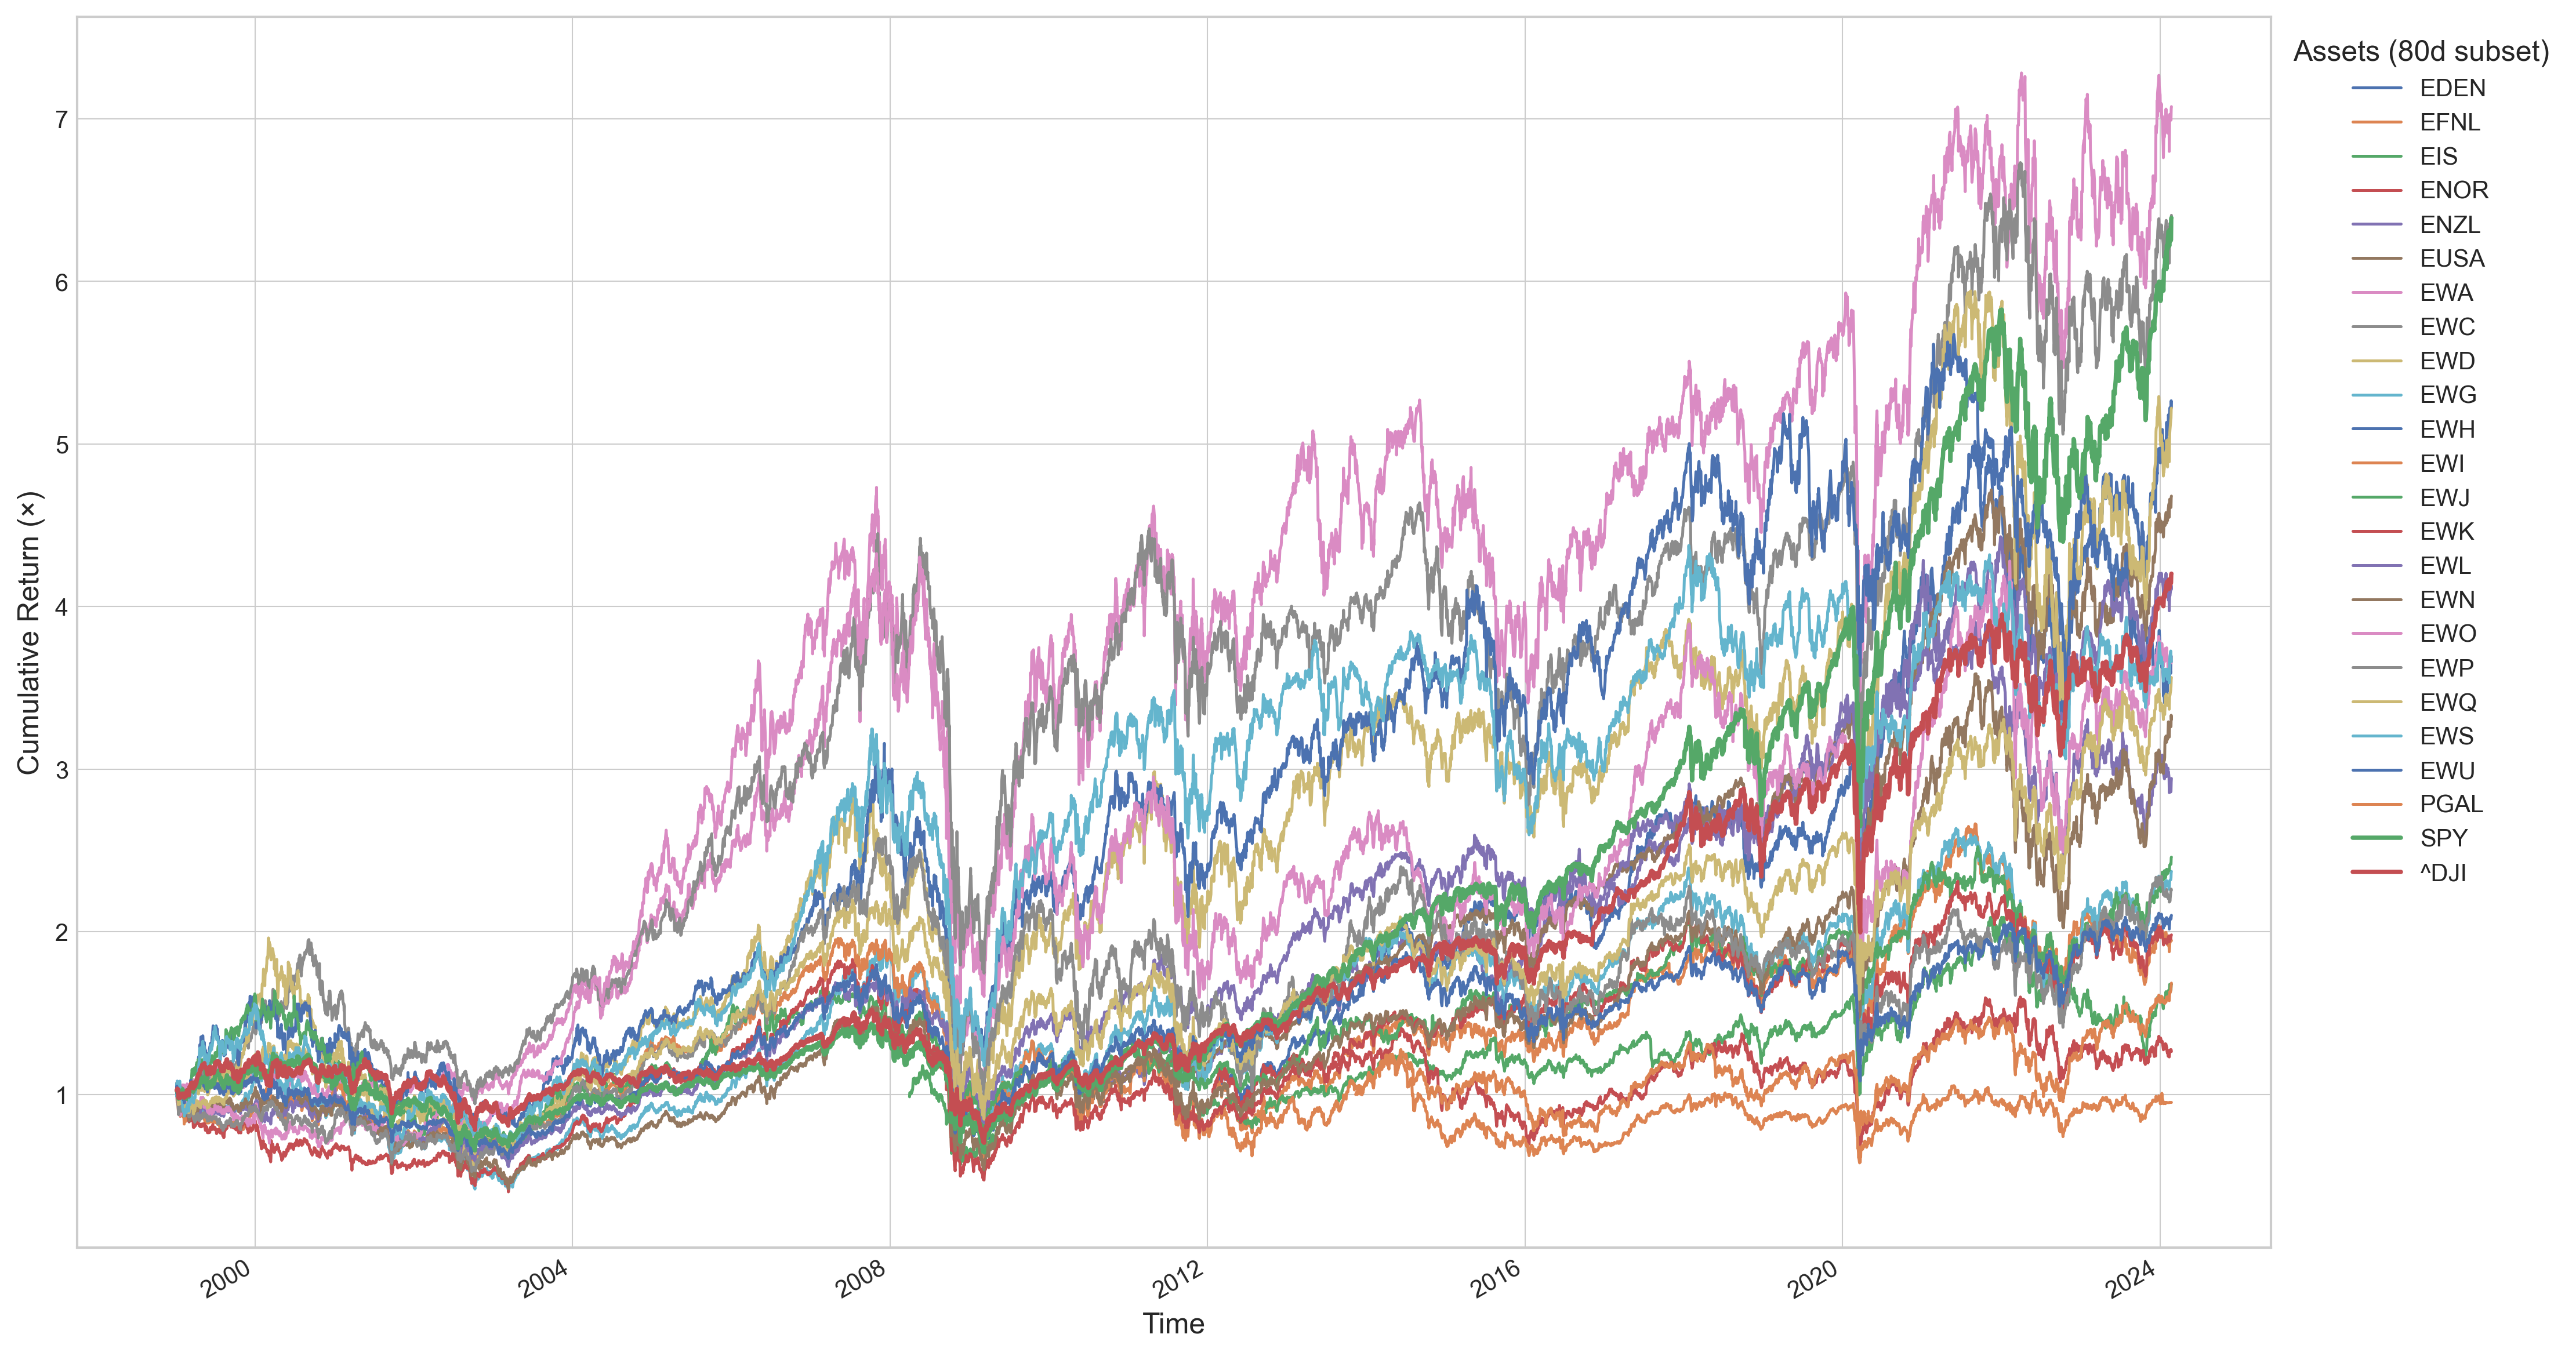 Assets (80d subset)
EDEN
EFNL
EIS
ENOR
ENZL
EUSA
EWA
EWC
EWD
EWG
EWH
EWI
EWJ
EWK
EWL
EWN
EWO
EWP
EWQ
EWS
EWU
PGAL
SPY
^DJI
Cumulative Return (×)
7
6
5
4
3
2
1
2000
2004
2008
2012
2016
2020
2024
Time